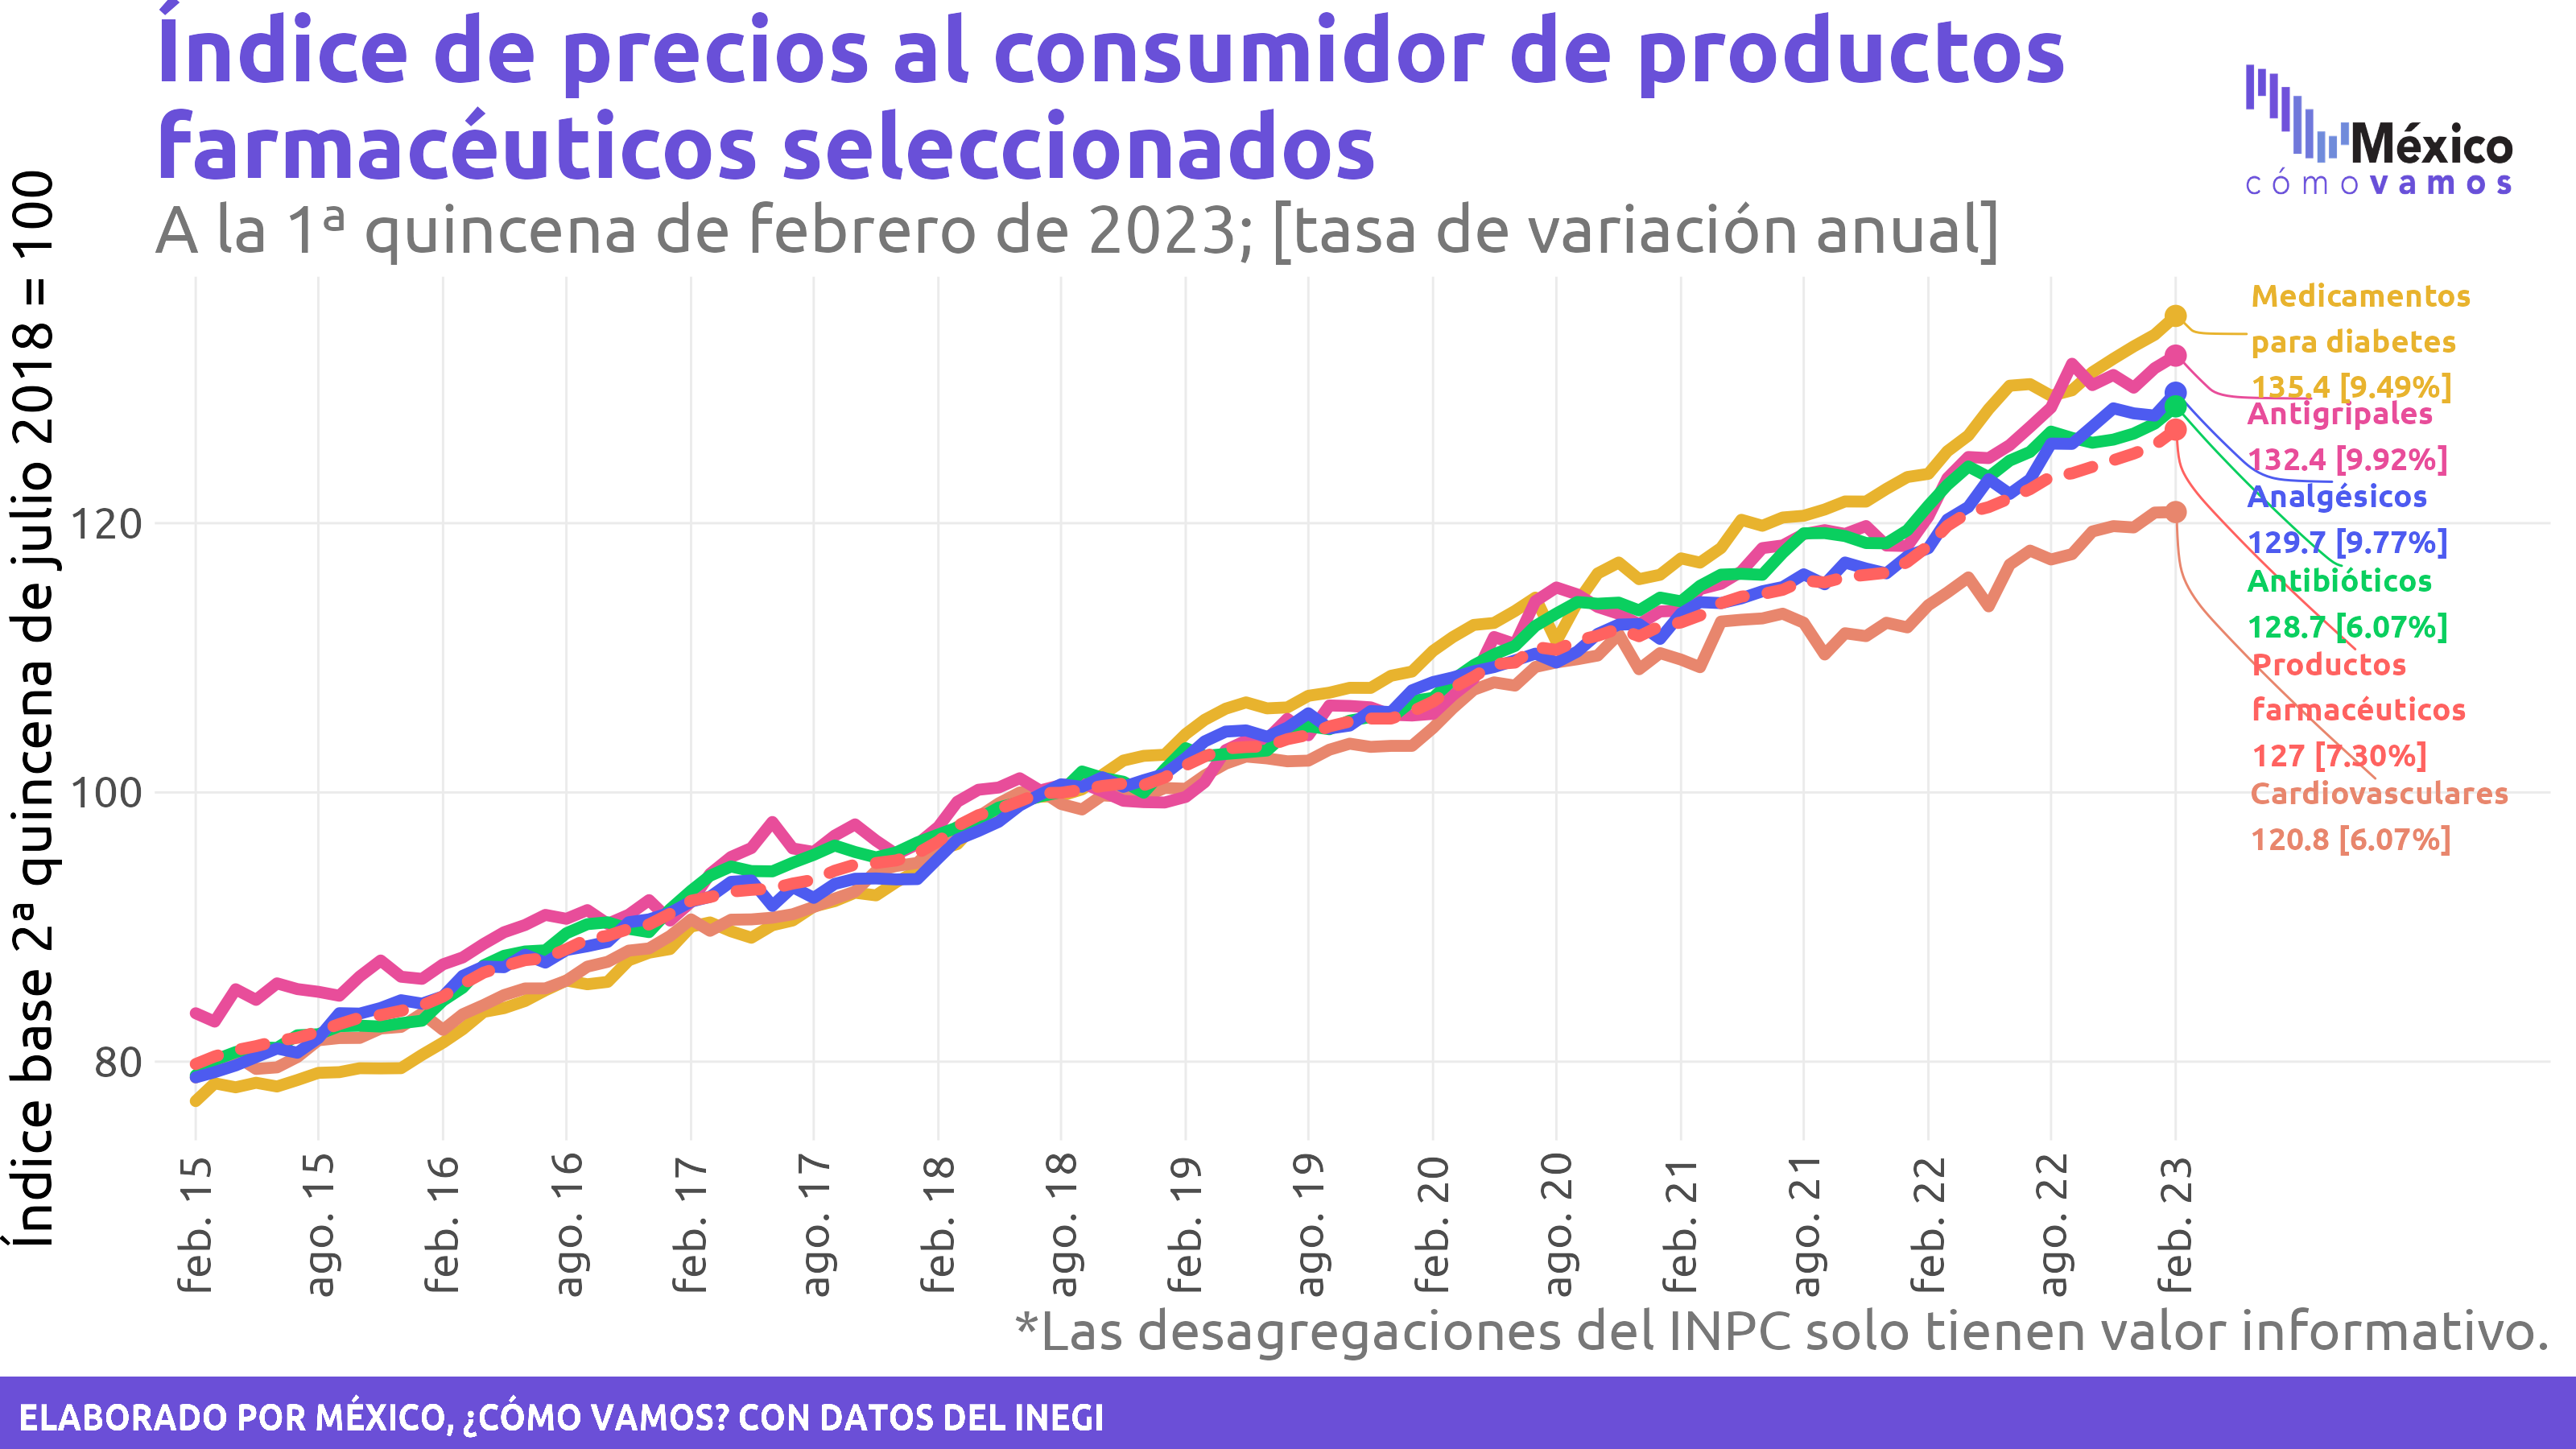 Índice de precios al consumidor de productos
farmacéuticos seleccionados
A la 1ª quincena de febrero de 2023; [tasa de variación anual]
México
cómo vamos
Índice base 2ª quincena de julio 2018 = 100
120
100
80
Medicamentos
para diabetes
135.4 [9.49%]
Antigripales
132.4 [9.92%]
Analgésicos
129.7 [9.77%]
Antibióticos
128.7 [6.07%]
Productos
farmacéuticos
127 [7.30%]
Cardiovasculares
120.8 [6.07%]
feb. 15
ago. 15
feb. 16
ago. 16
feb. 17
ago. 17
feb. 18
ago. 18
feb. 19
ago. 19
feb. 20
ago. 20
feb. 21
ago. 21
feb. 22
ago. 22
feb. 23
*Las desagregaciones del INPC solo tienen valor informativo.
ELABORADO POR MÉXICO, ¿CÓMO VAMOS? CON DATOS DEL INEGI